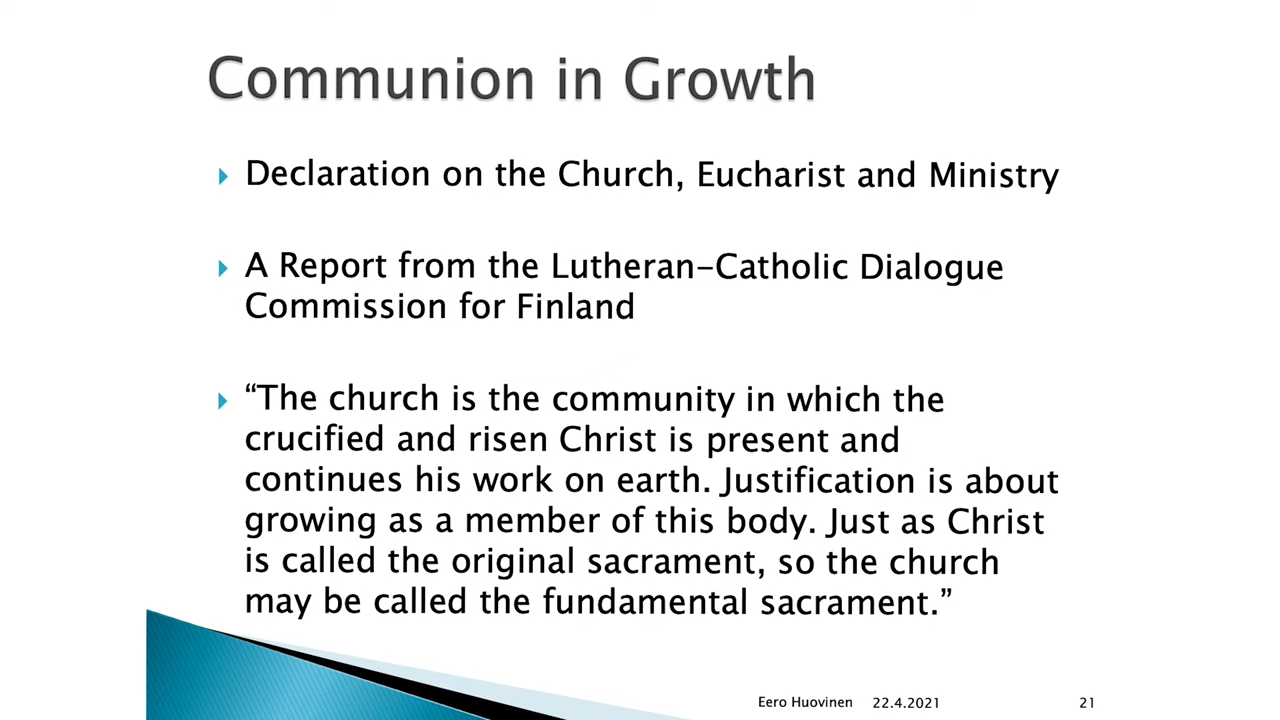 Communion in Growth
Declaration on the Church, Eucharist and Ministry
A Report from the Lutheran-Catholic Dialogue
Commission for Finland
“The church is the community in which the
crucified and risen Christ is present and
continues his work on earth. Justification is about
growing as a member of this body. Just as Christ
is called the original sacrament, so the church
may be called the fundamental sacrament.”
Eero Huovinen 22.4.2021 21